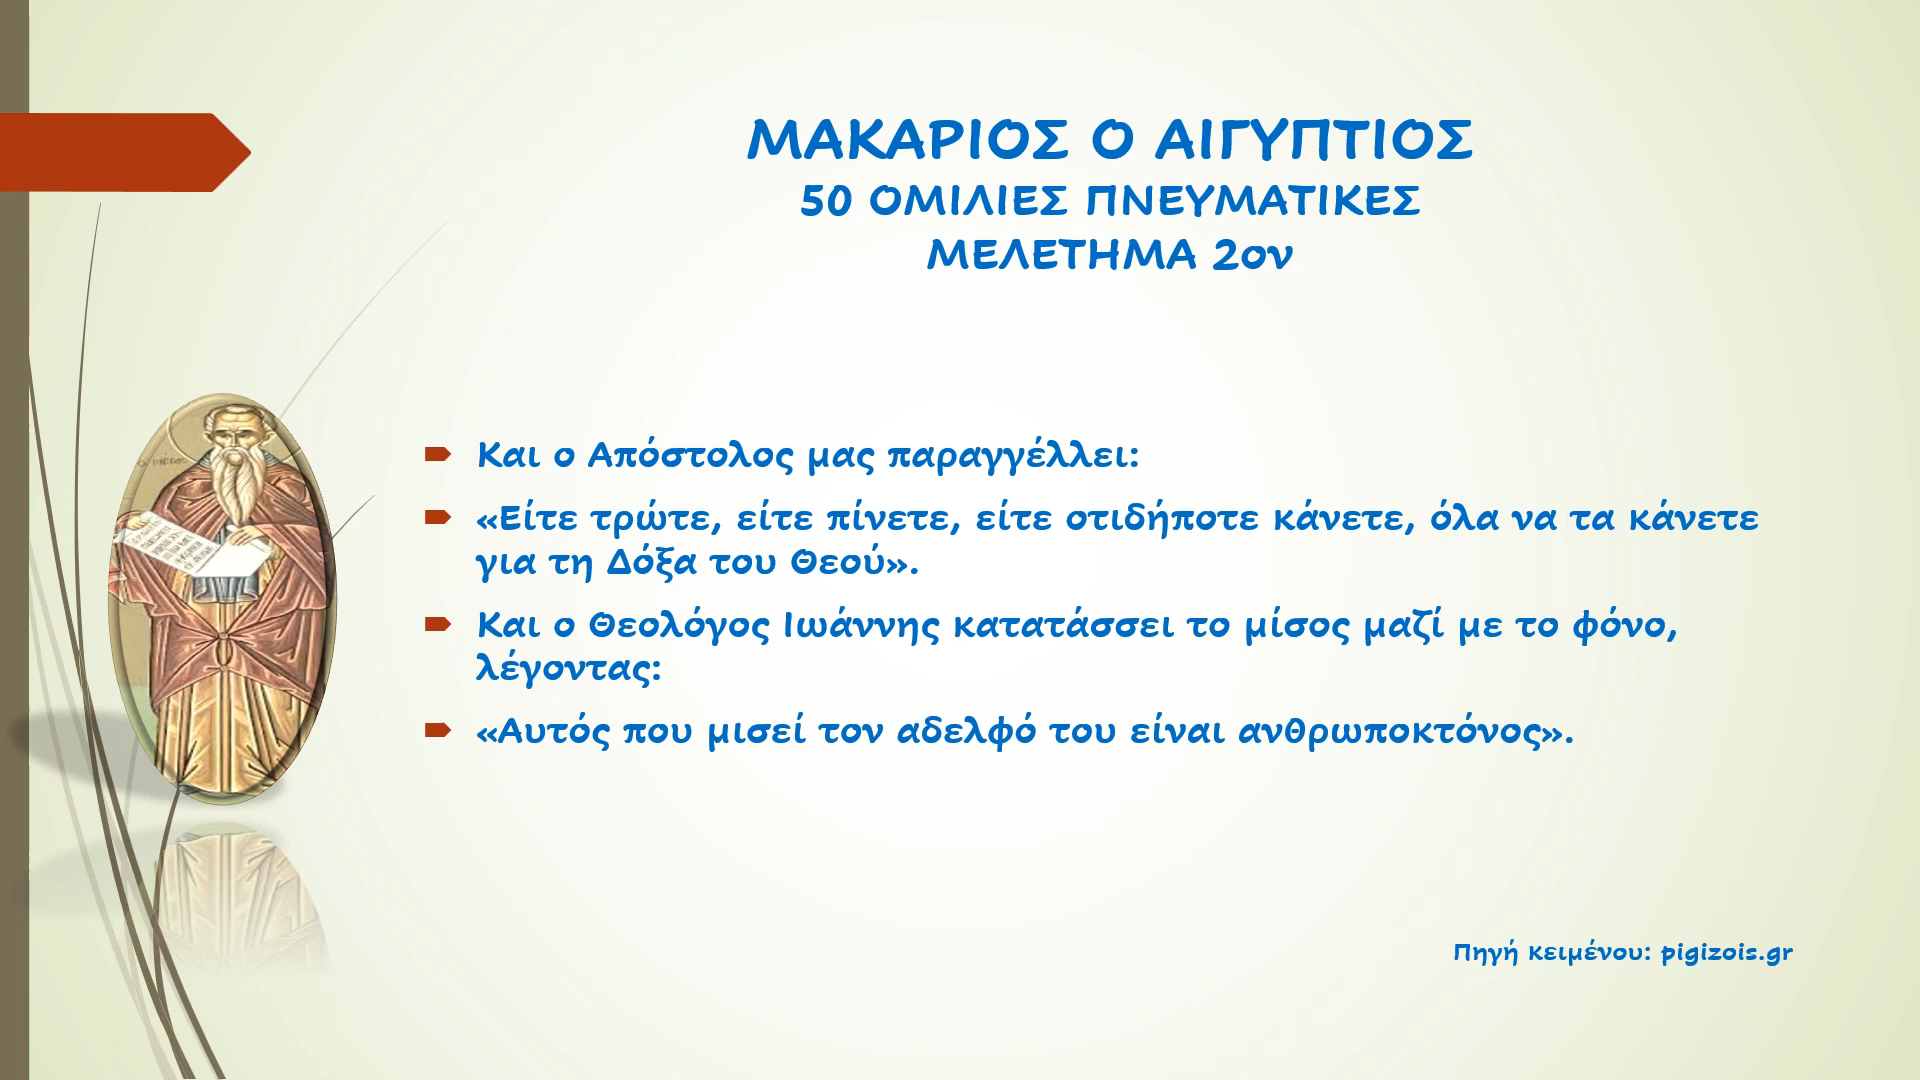 ΜΑΚΑΡΙΟΣ Ο ΑΙΓΥΠΤΙΟΣ
50 ΟΜΙΛΙΕΣ ΠΝΕΥΜΑΤΙΚΕΣ
ΜΕΛΕΤΗΜΑ 2ον
Και ο Απόστολος μας παραγγέλλει:
«Είτε τρώτε, είτε πίνετε, είτε οτιδήποτε κάνετε, όλα να τα κάνετε
για τη Δόξα του Θεού».
Και ο Θεολόγος Ιωάννης κατατάσσει το μίσος μαζί με το φόνο,
λέγοντας:
«Αυτός που μισεί τον αδελφό του είναι ανθρωποκτόνος».
Πηγή κειμένου: pigizois.gr